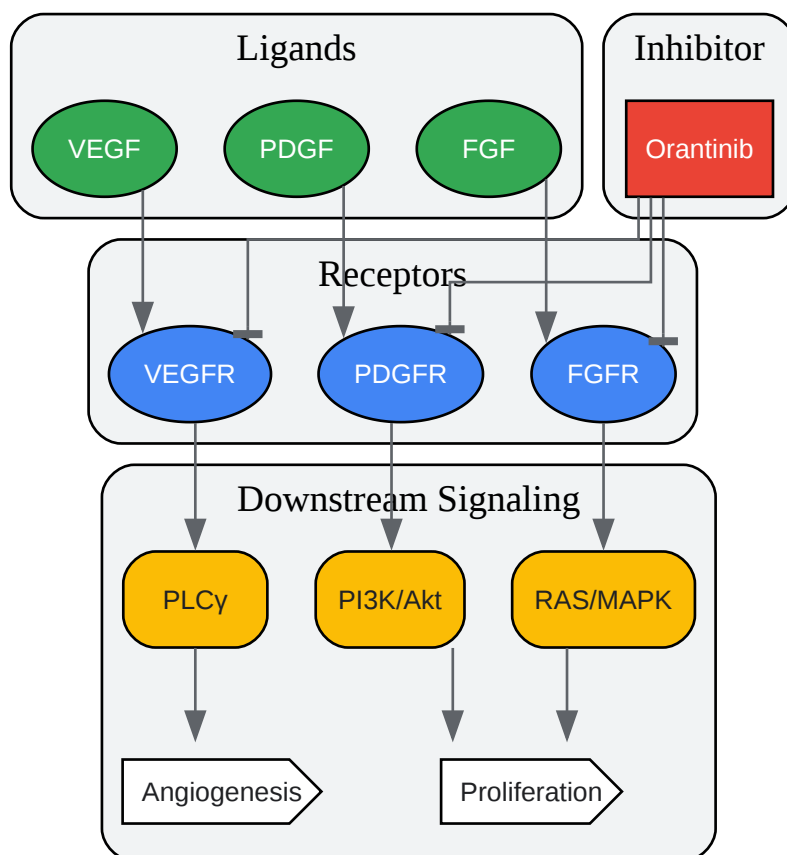 Ligands
Inhibitor
VEGF
PDGF
FGF
Orantinib
Receptors
VEGFR
PDGFR
FGFR
Downstream Signaling
PLCγ
PI3K/Akt
RAS/MAPK
Angiogenesis
Proliferation